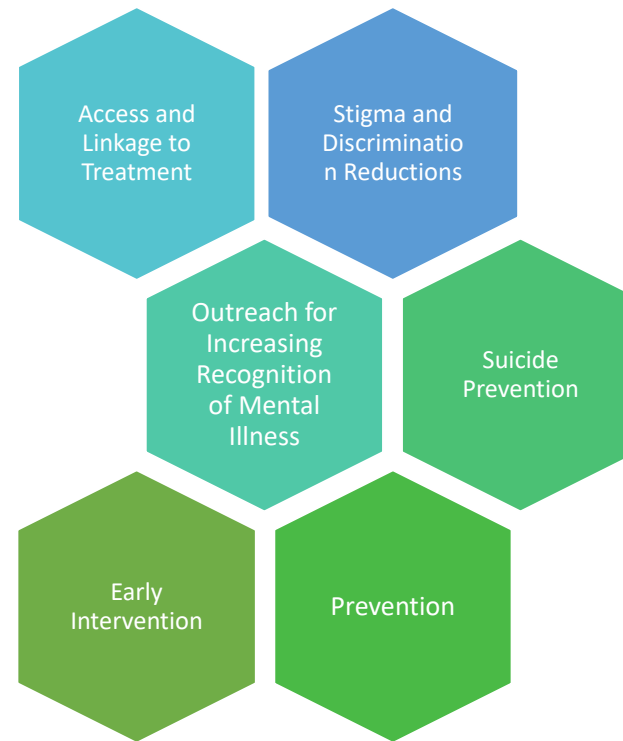 Access and
Linkage to
Treatment
Stigma and
Discriminatio
n Reductions
Outreach for
Increasing
Recognition
of Mental
Illness
Suicide
Prevention
Early
Intervention
Prevention